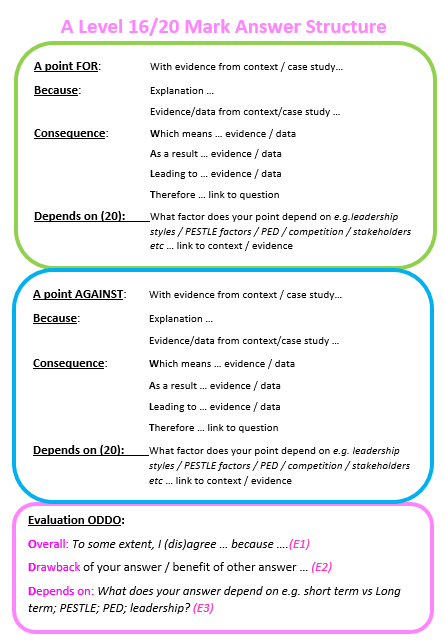 A Level 16/20 Mark Answer Structure
A point FOR: With evidence from context / case study...
Because: Explanation ...
Evidence/data from context/case study ...
Consequence: Which means ... evidence / data
As a result ... evidence / data
Leading to ... evidence / data
Therefore ... link to question
Depends on (20): What factor does your point depend on e.g.leadership
styles / PESTLE factors / PED / competition / stakeholders
etc ... link to context / evidence
A point AGAINST: With evidence from context / case study...
Because: Explanation ...
Evidence/data from context/case study ...
Consequence: Which means ... evidence / data
As a result ... evidence / data
Leading to ... evidence / data
Therefore ... link to question
Depends on (20): What factor does your point depend on e.g. leadership
styles / PESTLE factors / PED / competition / stakeholders
etc ... link to context / evidence
Evaluation ODDO:
Overall: To some extent, I (dis)agree ... because ....(E1)
Drawback of your answer / benefit of other answer ... (E2)
Depends on: What does your answer depend on e.g. short term vs Long
term; PESTLE; PED; leadership? (E3)